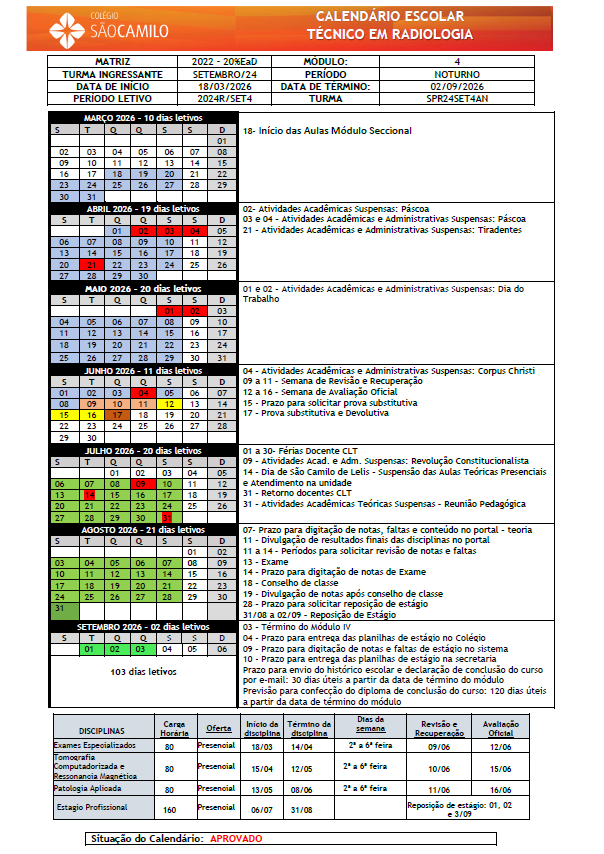 COLÉGIO
SÃOCAMILO
CALENDÁRIO ESCOLAR
TÉCNICO EM RADIOLOGIA
MATRIZ 2022 - 20%EaD MÓDULO: 4
TURMA INGRESSANTE SETEMBRO/24 PERÍODO NOTURNO
DATA DE INÍCIO 18/03/2026 DATA DE TÉRMINO: 02/09/2026
PERÍODO LETIVO 2024R/SET4 TURMA SPR24SET4AN
MARÇO 2026 - 10 dias letivos
S T Q Q S S D
01
02 03 04 05 06 07 08
09 10 11 12 13 14 15
16 17 18 19 20 21 22
23 24 25 26 27 28 29
30 31
18- Início das Aulas Módulo Seccional
ABRIL 2026 - 19 dias letivos
S T Q Q S S D
01 02 03 04 05
06 07 08 09 10 11 12
13 14 15 16 17 18 19
20 21 22 23 24 25 26
27 28 29 30
02- Atividades Acadêmicas Suspensas: Páscoa
03 e 04 - Atividades Acadêmicas e Administrativas Suspensas: Páscoa
21 - Atividades Acadêmicas e Administrativas Suspensas: Tiradentes
MAIO 2026 - 20 dias letivos
S T Q Q S S D
01 02 03
04 05 06 07 08 09 10
11 12 13 14 15 16 17
18 19 20 21 22 23 24
25 26 27 28 29 30 31
01 e 02 - Atividades Acadêmicas e Administrativas Suspensas: Dia do
Trabalho
JUNHO 2026 - 11 dias letivos
S T Q Q S S D
01 02 03 04 05 06 07
08 09 10 11 12 13 14
15 16 17 18 19 20 21
22 23 24 25 26 27 28
29 30
04 - Atividades Acadêmicas e Administrativas Suspensas: Corpus Christi
09 a 11 - Semana de Revisão e Recuperação
12 a 16 - Semana de Avaliação Oficial
15 - Prazo para solicitar prova substitutiva
17 - Prova substitutiva e Devolutiva
JULHO 2026 - 20 dias letivos
S T Q Q S S D
01 02 03 04 05
06 07 08 09 10 11 12
13 14 15 16 17 18 19
20 21 22 23 24 25 26
27 28 29 30 31
01 a 30- Férias Docente CLT
09 - Atividades Acad. e Adm. Suspensas: Revolução Constitucionalista
14 - Dia de São Camilo de Lelis - Suspensão das Aulas Teóricas Presenciais
e Atendimento na unidade
31 - Retorno docentes CLT
31 - Atividades Acadêmicas Teóricas Suspensas - Reunião Pedagógica
AGOSTO 2026 - 21 dias letivos
S T Q Q S S D
01 02
03 04 05 06 07 08 09
10 11 12 13 14 15 16
17 18 19 20 21 22 23
24 25 26 27 28 29 30
31
07- Prazo para digitação de notas, faltas e conteúdo no portal - teoria
11 - Divulgação de resultados finais das disciplinas no portal
11 a 14 - Períodos para solicitar revisão de notas e faltas
13 - Exame
14 - Prazo para digitação de notas de Exame
18 - Conselho de classe
19 - Divulgação de notas após conselho de classe
28 - Prazo para solicitar reposição de estágio
31/08 a 02/09 - Reposição de Estágio
SETEMBRO 2026 - 02 dias letivos
S T Q Q S S D
01 02 03 04 05 06
103 dias letivos
03 - Término do Módulo IV
04 - Prazo para entrega das planilhas de estágio no Colégio
09 - Prazo para digitação de notas e faltas de estágio no sistema
10 - Prazo para entrega das planilhas de estágio na secretaria
Prazo para envio do histórico escolar e declaração de conclusão do curso
por e-mail: 30 dias úteis a partir da data de término do módulo
Previsão para confecção do diploma de conclusão do curso: 120 dias úteis
a partir da data de término do módulo
DISCIPLINAS Carga Horária Oferta Início da disciplina Término da disciplina Dias da semana Revisão e Recuperação Avaliação Oficial
Exames Especializados 80 Presencial 18/03 14/04 2ª a 6ª feira 09/06 12/06
Tomografia
Computadorizada e
Ressonancia Magnética 80 Presencial 15/04 12/05 2ª a 6ª feira 10/06 15/06
Patologia Aplicada 80 Presencial 13/05 08/06 2ª a 6ª feira 11/06 16/06
Estagio Profissional 160 Presencial 06/07 31/08 Reposição de estágio: 01, 02
e 3/09
Situação do Calendário: APROVADO